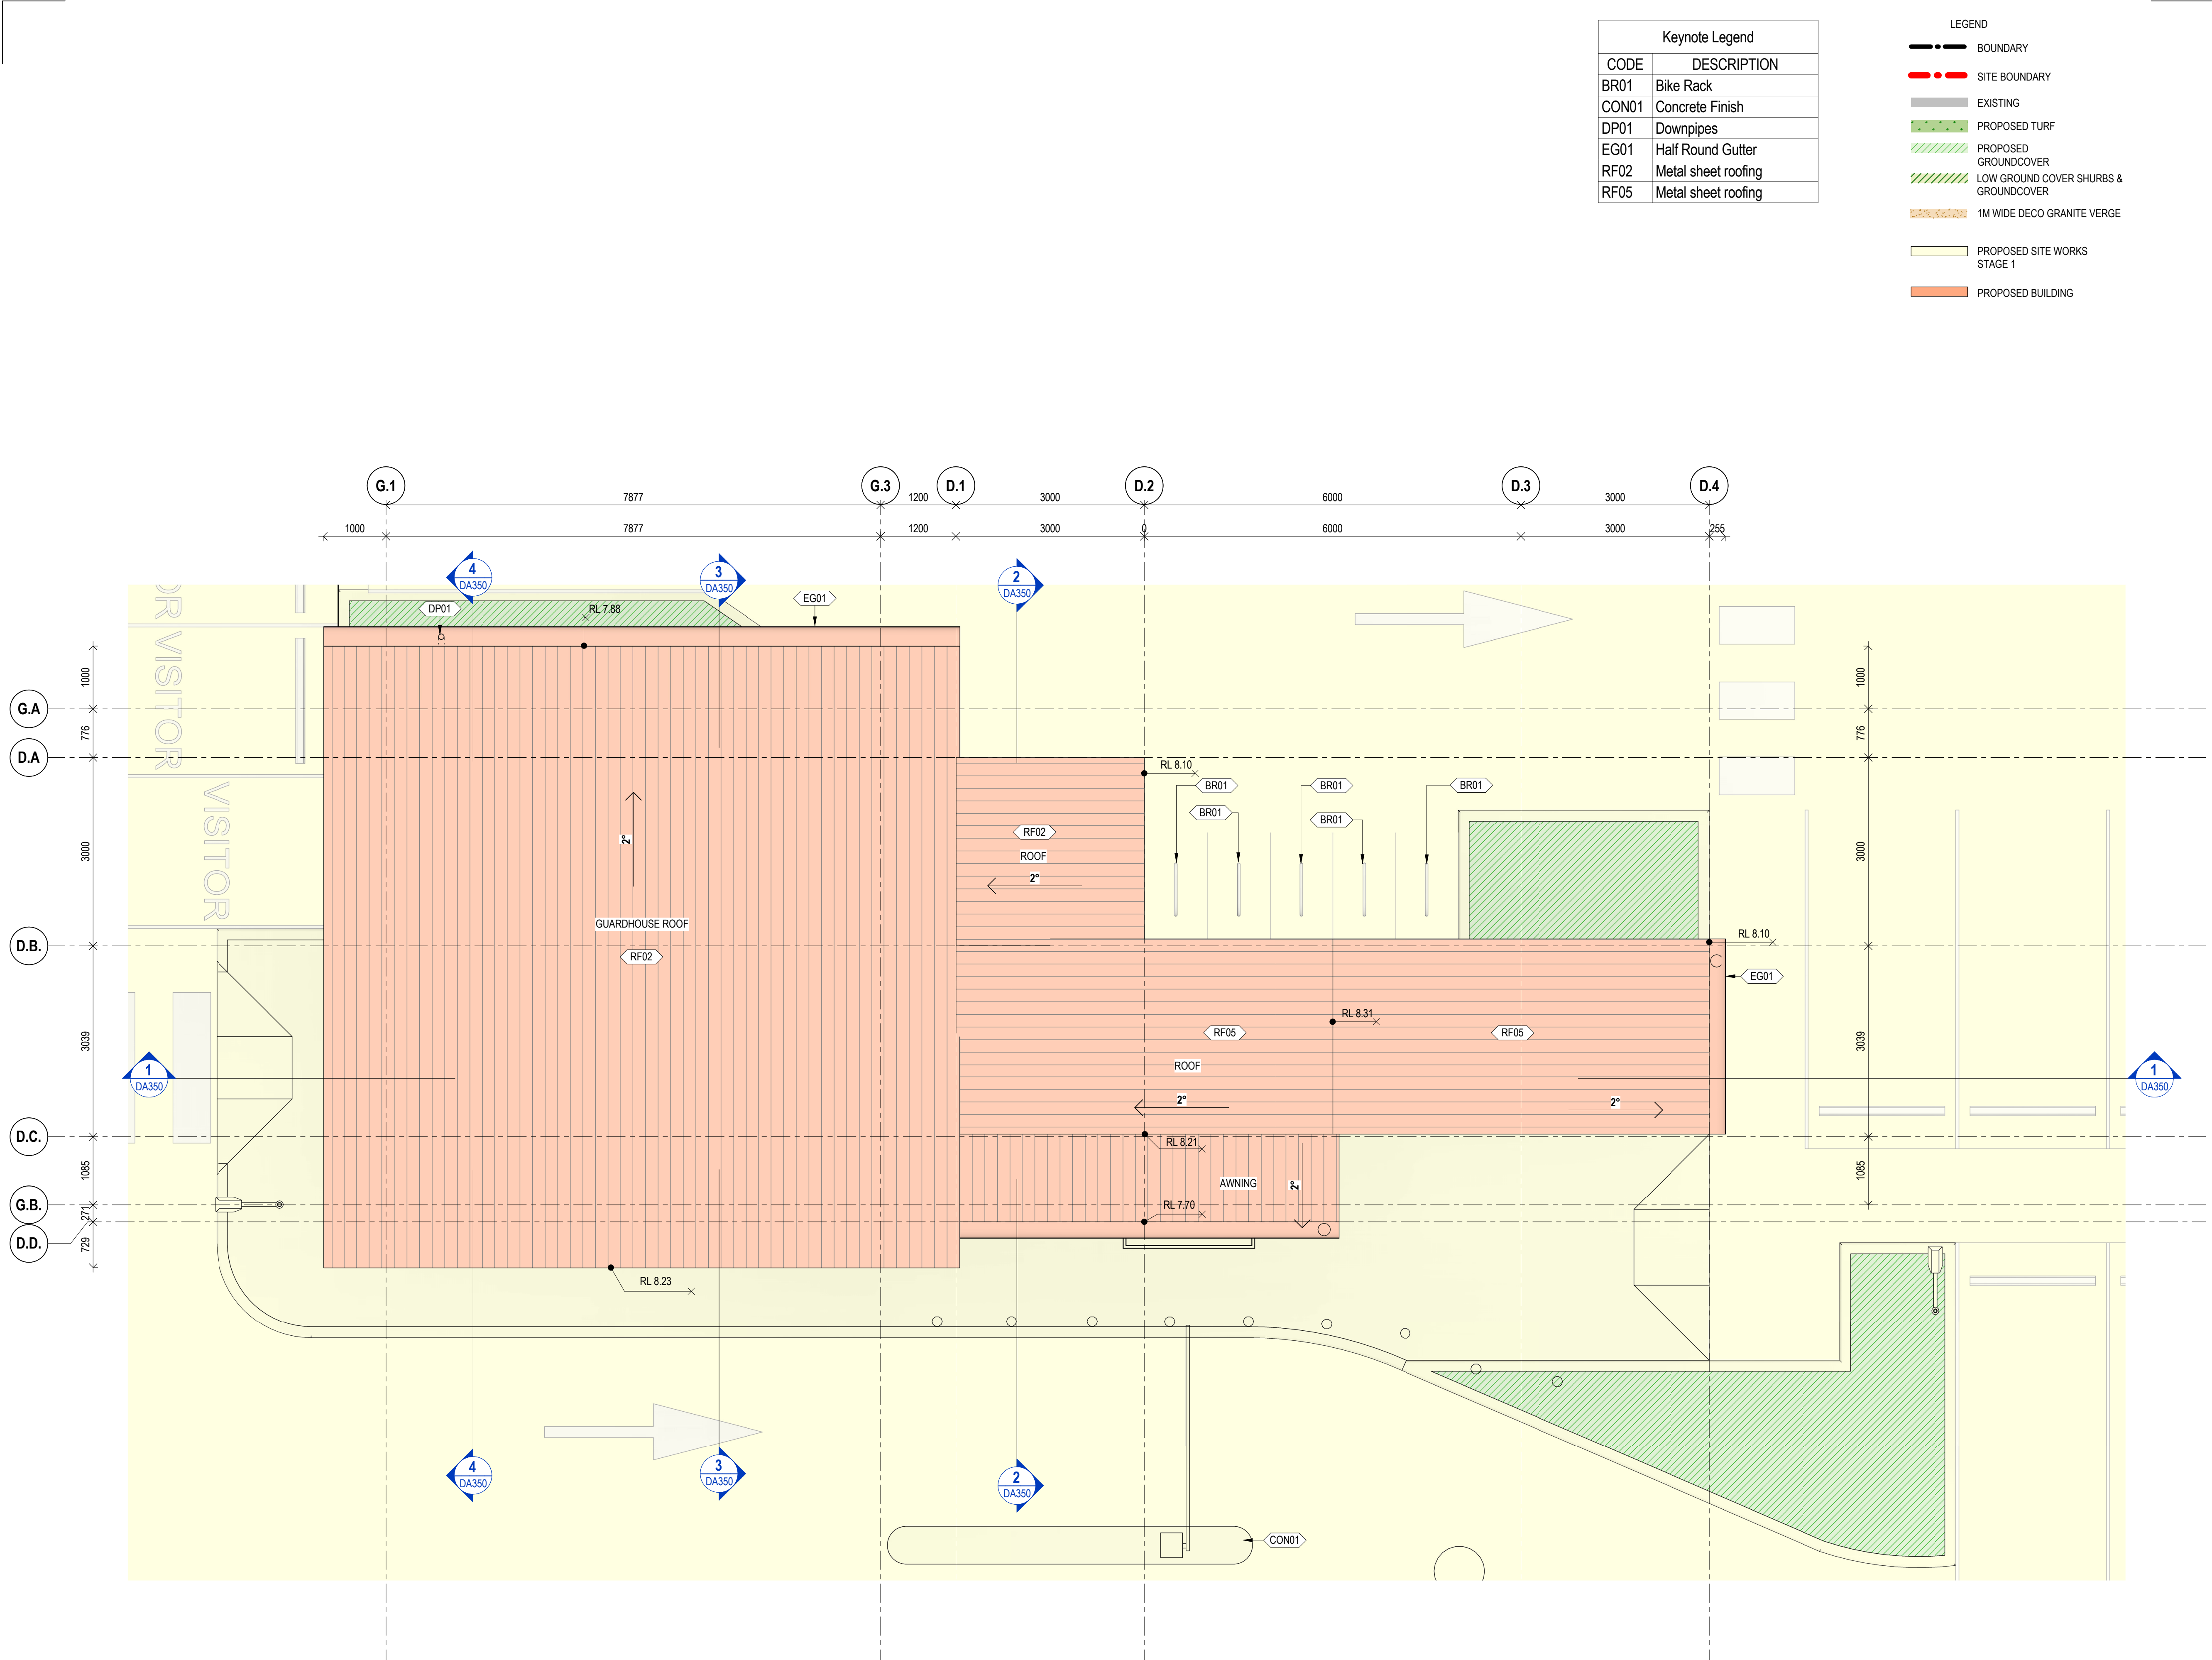 Keynote Legend
CODE DESCRIPTION
BR01 Bike Rack
CON01 Concrete Finish
DP01 Downpipes
EG01 Half Round Gutter
RF02 Metal sheet roofing
RF05 Metal sheet roofing
LEGEND
BOUNDARY
SITE BOUNDARY
EXISTING
PROPOSED TURF
PROPOSED
GROUNDCOVER
LOW GROUND COVER SHURBS &
GROUNDCOVER
1M WIDE DECO GRANITE VERGE
PROPOSED SITE WORKS
STAGE 1
PROPOSED BUILDING
G.1 G.3 D.1 D.2 D.3 D.4
7877 1200 3000 6000 3000
1000 7877 1200 3000 0 6000 3000 255
4
DA350
3
DA350
2
DA350
OR
VISITOR
VISITOR
DP01
RL 7.88
EG01
1000
G.A
776
D.A
3000
D.B.
3039
D.C.
1085
G.B.
271
D.D.
729
1000
776
3000
3039
1085
RL 8.10
BR01
BR01
BR01
BR01
BR01
RF02
ROOF
2°
2°
GUARDHOUSE ROOF
RF02
RL 8.10
EG01
RL 8.31
RF05
RF05
ROOF
2°
2°
1
DA350
1
DA350
RL 8.21
AWNING
2°
RL 7.70
RL 8.23
4
DA350
3
DA350
2
DA350
CON01